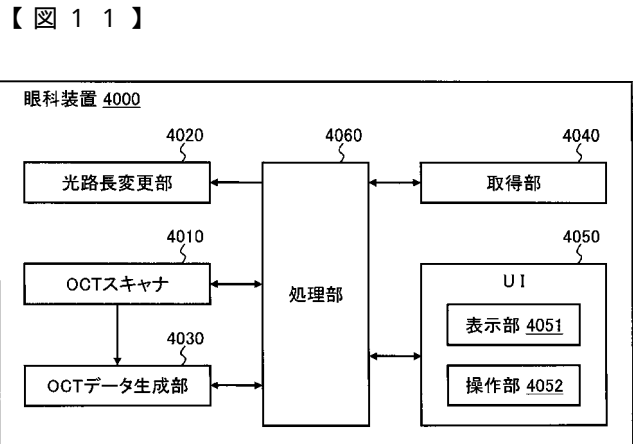 【図11】
眼科装置 4000
4020
4060
4040
光路長変更部
取得部
4010
4050
OCTスキャナ
処理部
UI
表示部 4051
4030
OCTデータ生成部
操作部 4052